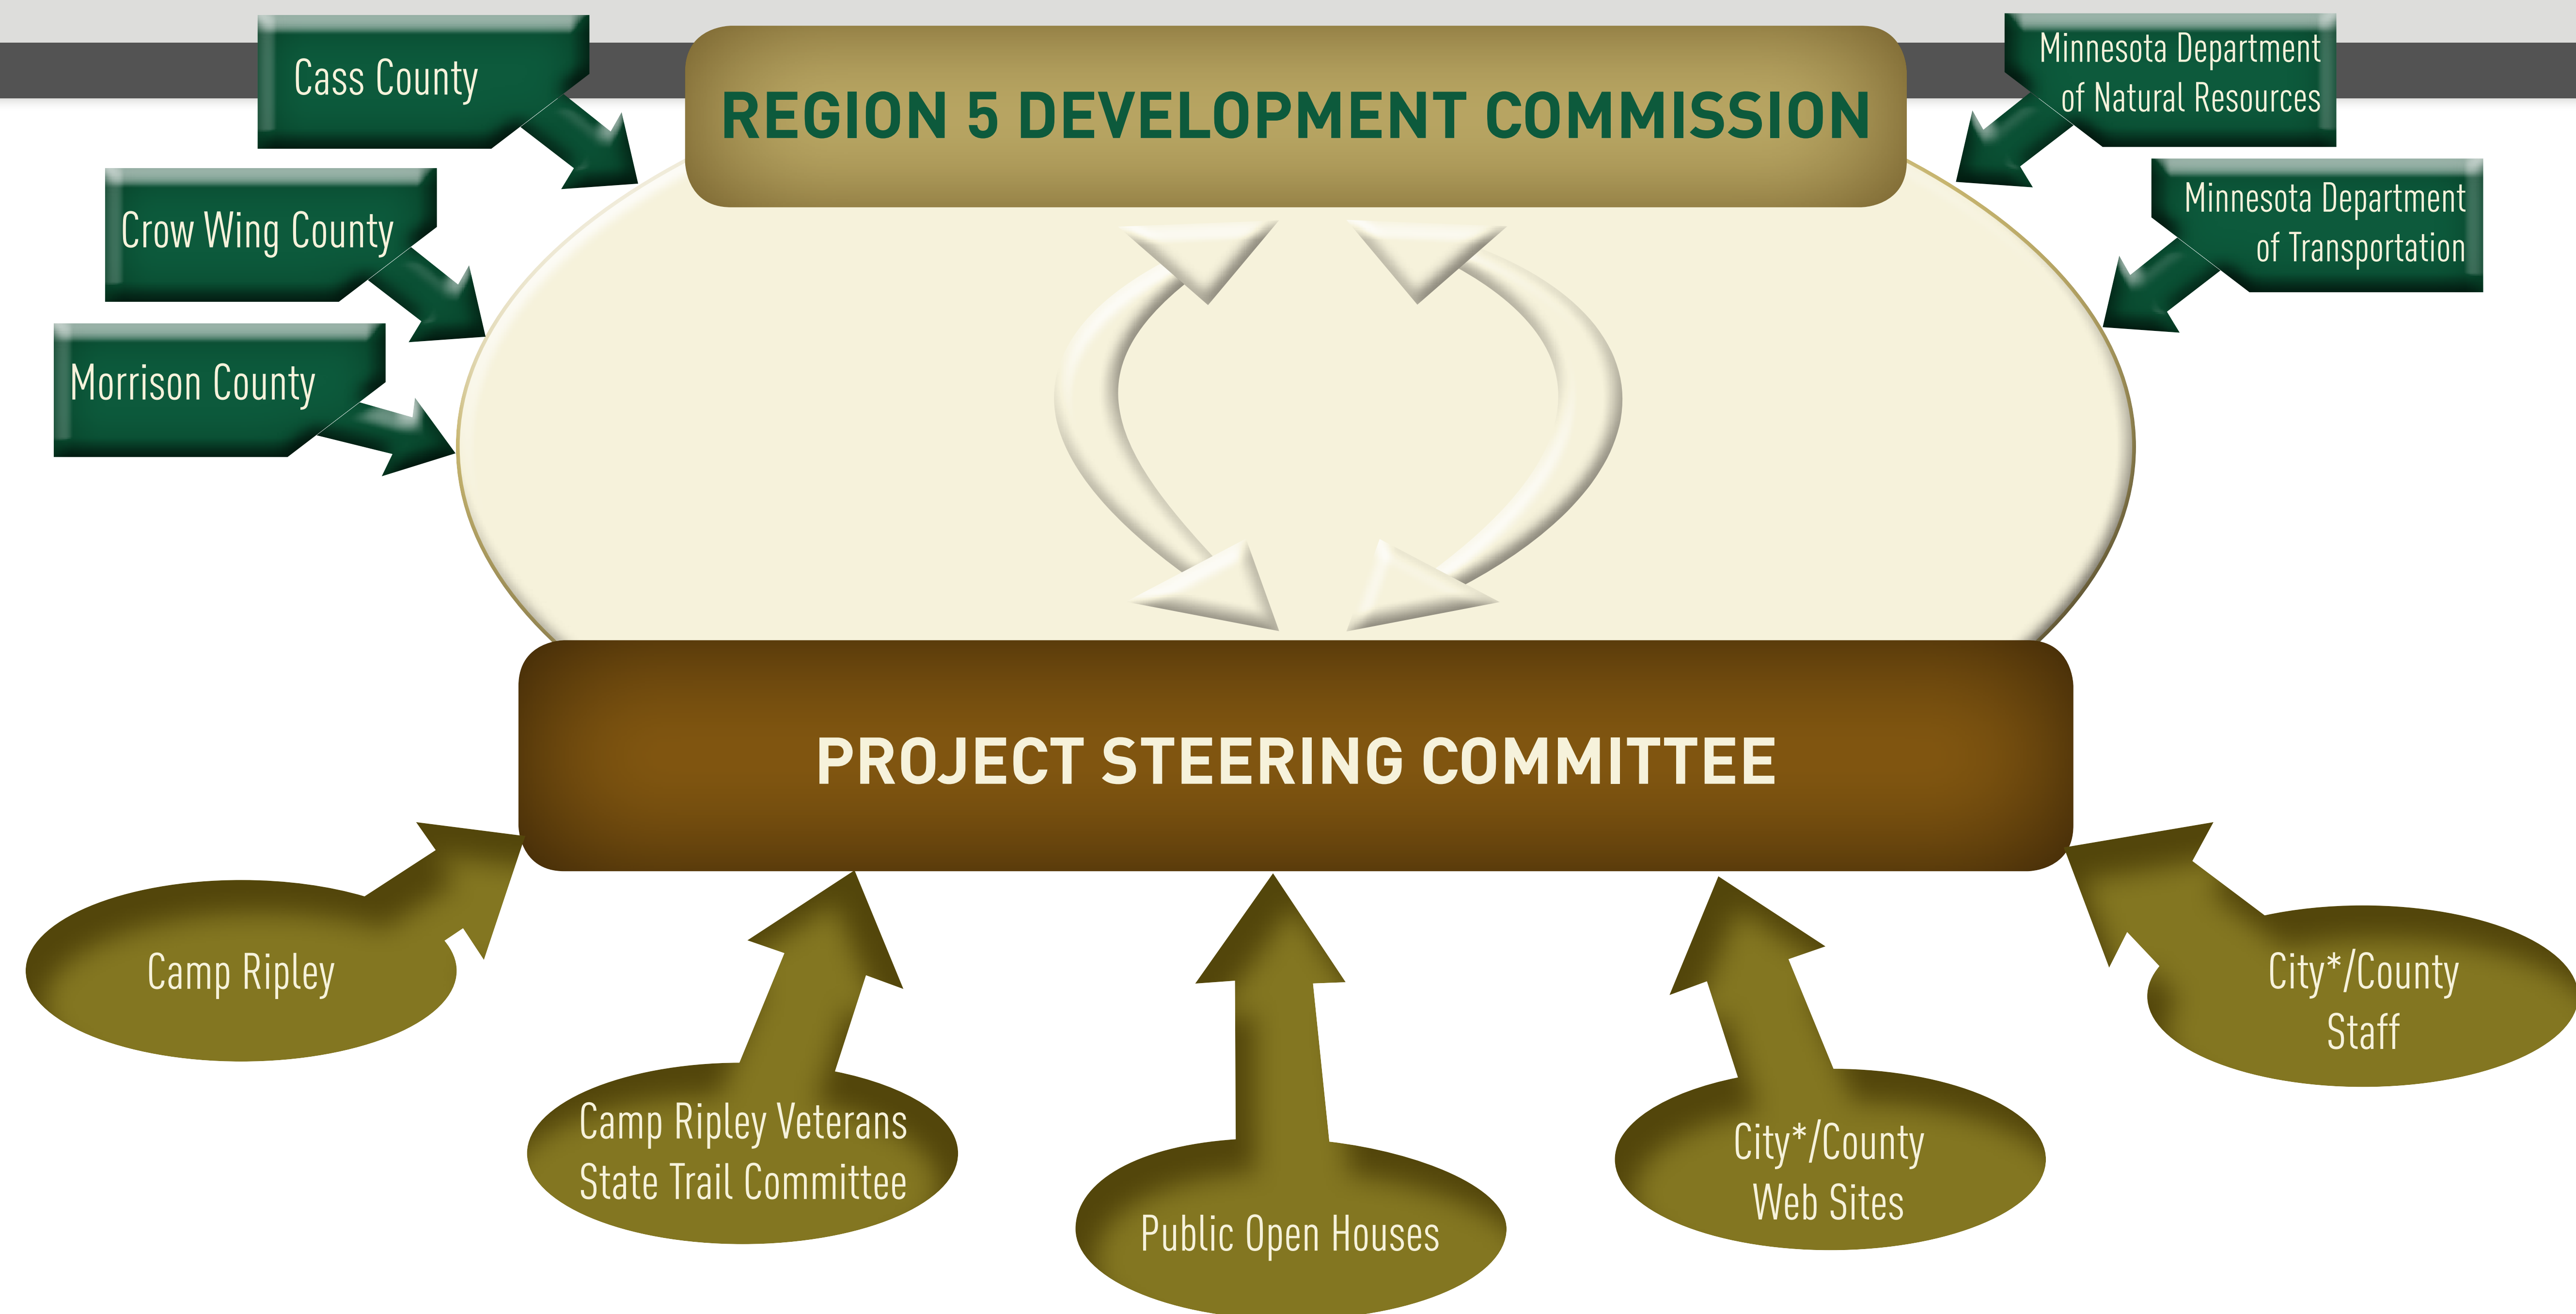 Cass County
REGION 5 DEVELOPMENT COMMISSION
Minnesota Department
of Natural Resources
Crow Wing County
Minnesota Department
of Transportation
Morrison County
PROJECT STEERING COMMITTEE
Camp Ripley
Camp Ripley Veterans
State Trail Committee
Public Open Houses
City*/County
Web Sites
City*/County
Staff